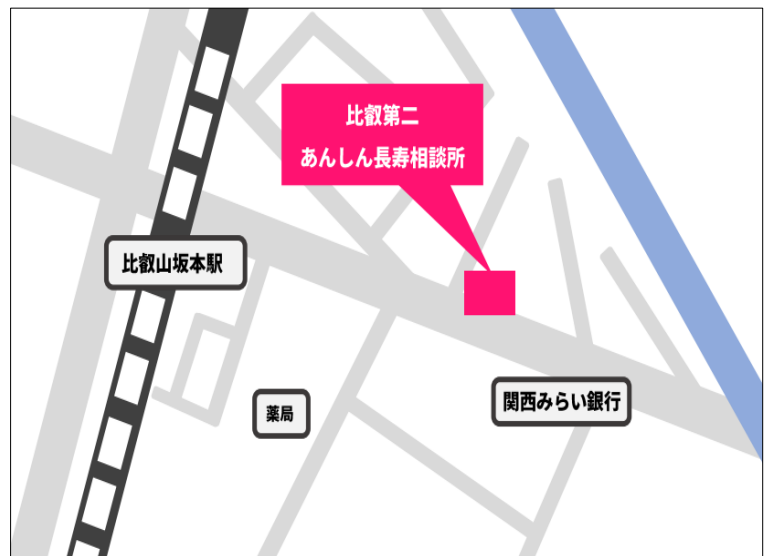 比叡第二
あんしん長寿相談所
比叡山坂本駅
関西みらい銀行
薬局